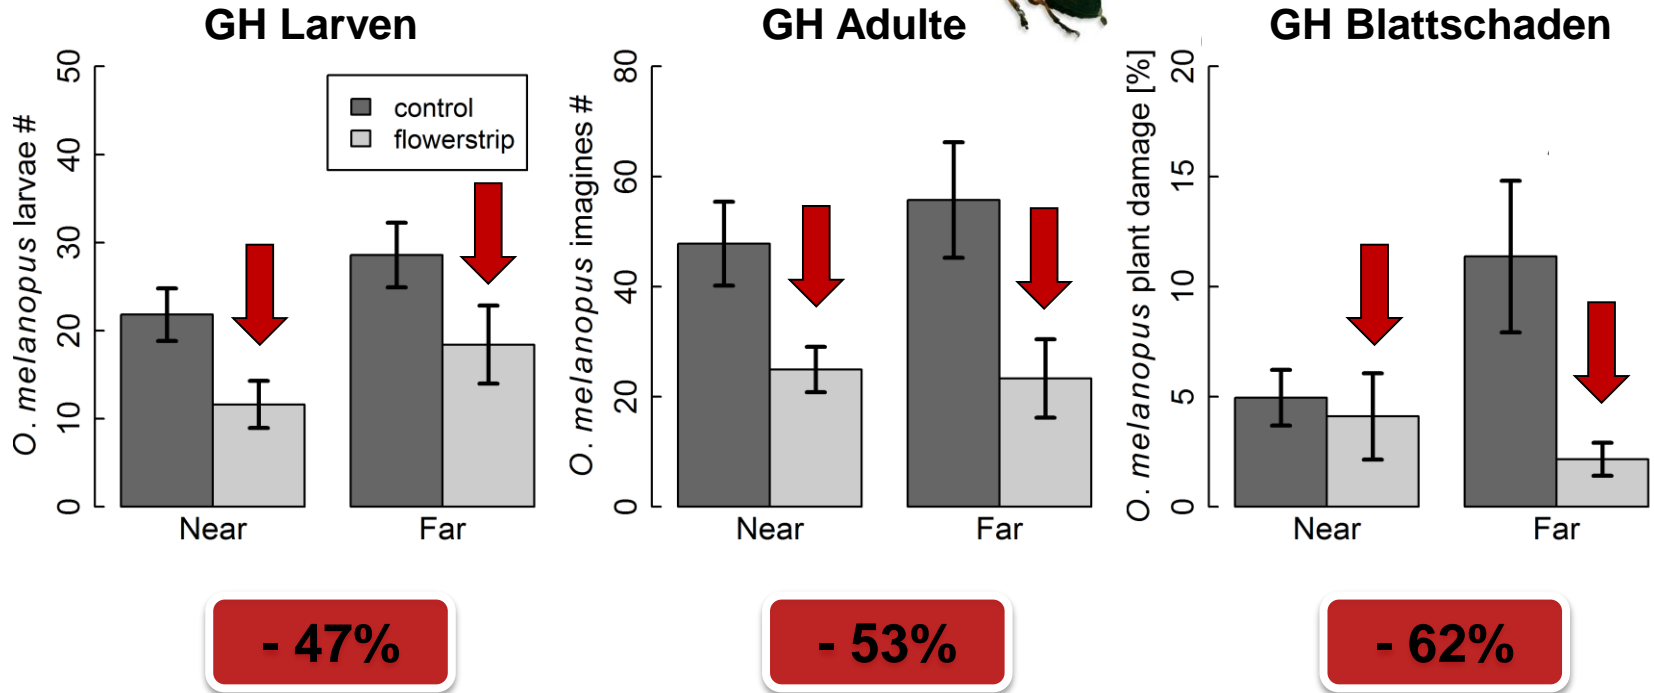 GH Larven
O. melanopus larvae #
50
40
30
20
10
0
control
flowerstrip
Near
Far
- 47%
GH Adulte
O. melanopus imagines #
80
60
40
20
0
Near
Far
- 53%
GH Blattschaden
O. melanopus plant damage [%]
20
15
10
5
0
Near
Far
- 62%